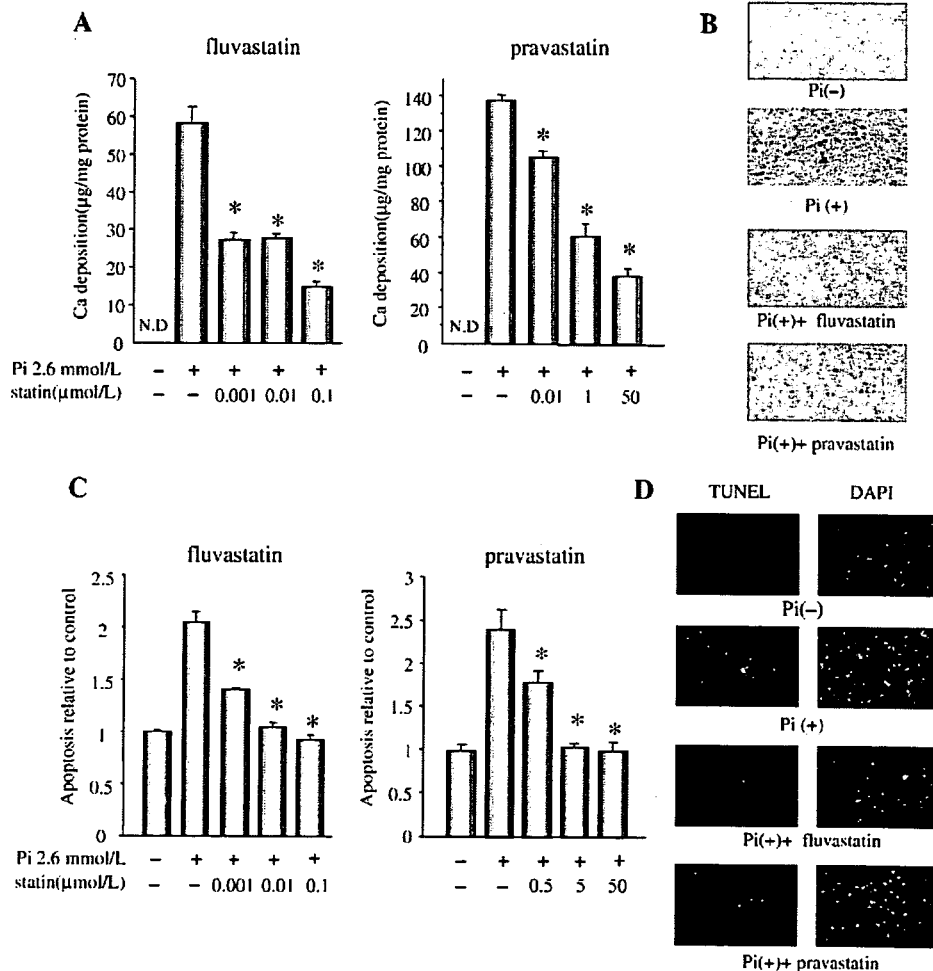 A
fluvastatin
Ca deposition(µg/mg protein)
70
60
50
40
30
20
10
0
N.D
*
*
*
Pi 2.6 mmol/L – + + + +
statin(µmol/L) – – 0.001 0.01 0.1
pravastatin
Ca deposition(µg/mg protein)
140
120
100
80
60
40
20
0
N.D
*
*
*
– + + + +
– – 0.01 1 50
B
Pi(–)
Pi (+)
Pi(+)+ fluvastatin
Pi(+)+ pravastatin
C
fluvastatin
Apoptosis relative to control
2.5
2
1.5
1
0.5
0
*
*
*
Pi 2.6 mmol/L – + + + +
statin(µmol/L) – – 0.001 0.01 0.1
pravastatin
Apoptosis relative to control
3
2.5
2
1.5
1
0.5
0
*
*
*
– + + + +
– – 0.5 5 50
D
TUNEL DAPI
Pi(–)
Pi (+)
Pi(+)+ fluvastatin
Pi(+)+ pravastatin